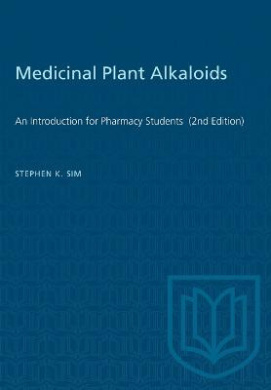 Medicinal Plant Alkaloids
An Introduction for Pharmacy Students (2nd Edition)
STEPHEN K. SIM